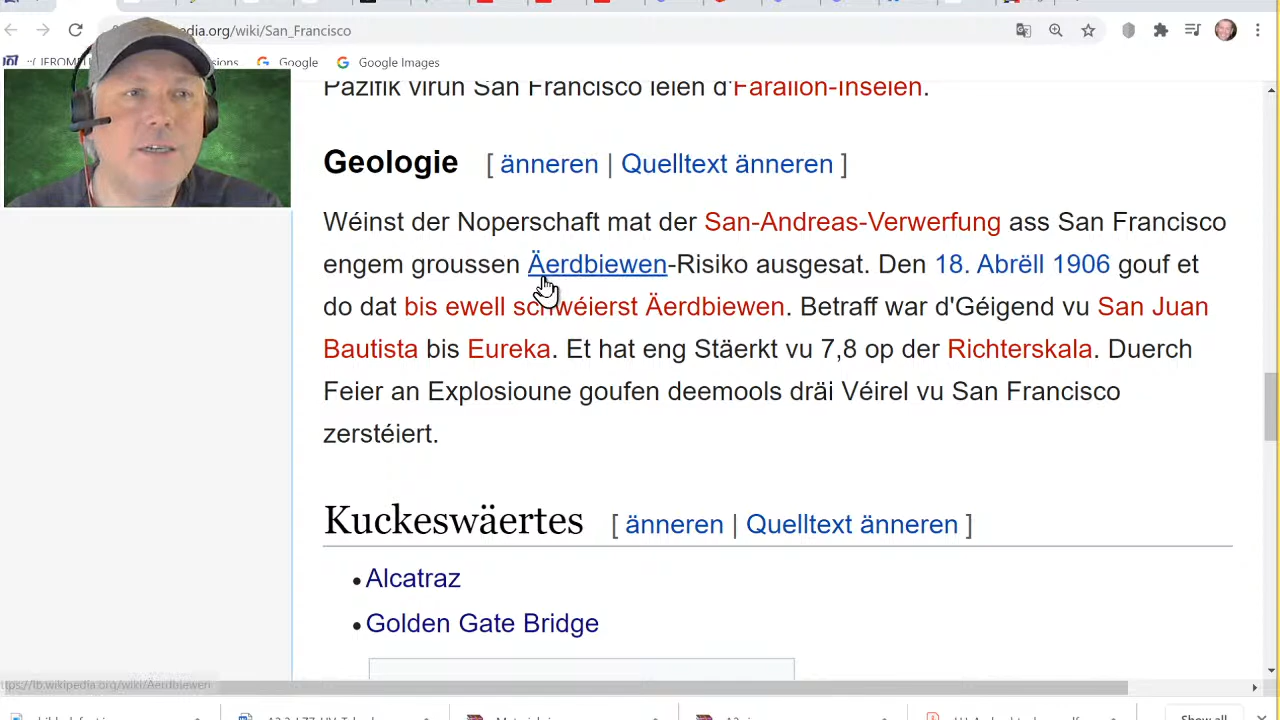 pedia.org/wiki/San_Francisco
Google
Google Images
Pazifik virun San Francisco leien d'Farallon-Inselen.
Geologie [ änneren | Quelltext änneren ]
Wéinst der Noperschaft mat der San-Andreas-Verwerfung ass San Francisco
engem groussen Äerdbiewen-Risiko ausgesat. Den 18. Abrëll 1906 gouf et
do dat bis ewell schwéierst Äerdbiewen. Betraff war d'Géigend vu San Juan
Bautista bis Eureka. Et hat eng Stäerkt vu 7,8 op der Richterskala. Duerch
Feier an Explosioune goufen deemools dräi Véirel vu San Francisco
zerstéiert.
Kuckeswäertes [ änneren | Quelltext änneren ]
• Alcatraz
• Golden Gate Bridge
ttps://lb.wikipedia.org/wiki/Äerdbiewen
Show all